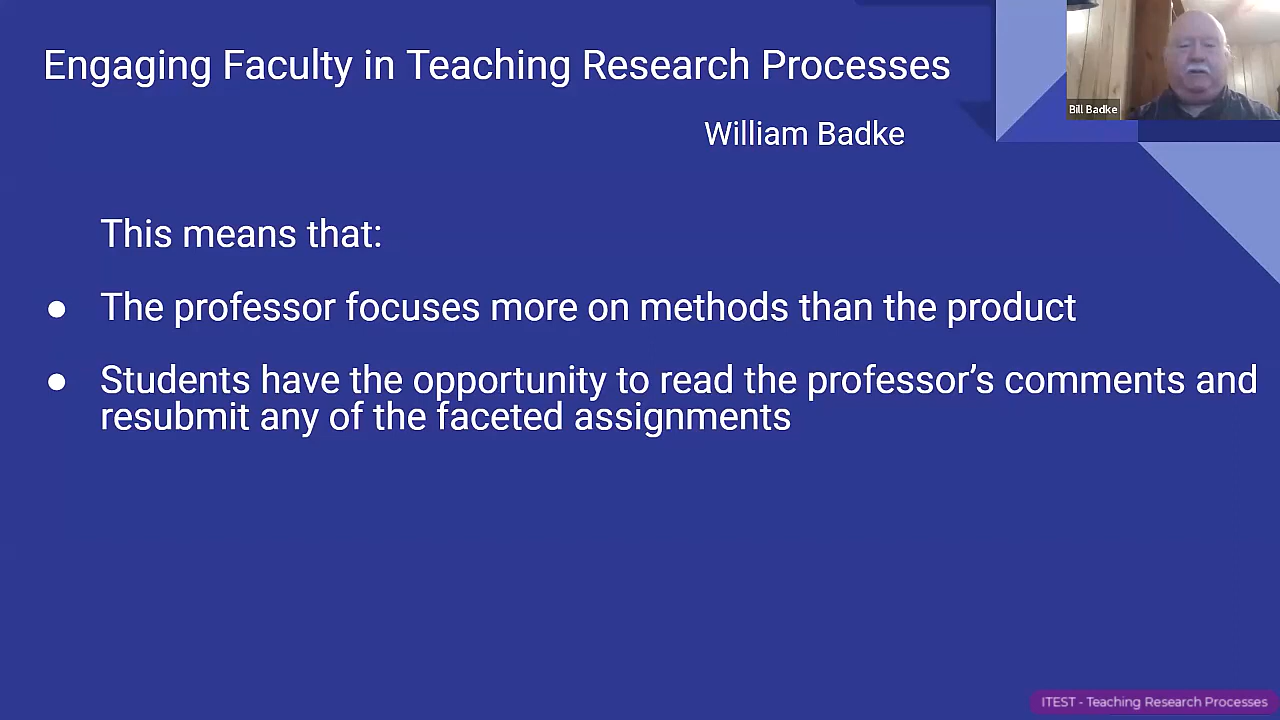 Engaging Faculty in Teaching Research Processes
William Badke
Bill Badke
This means that:
● The professor focuses more on methods than the product
● Students have the opportunity to read the professor’s comments and
resubmit any of the faceted assignments
ITEST - Teaching Research Processes